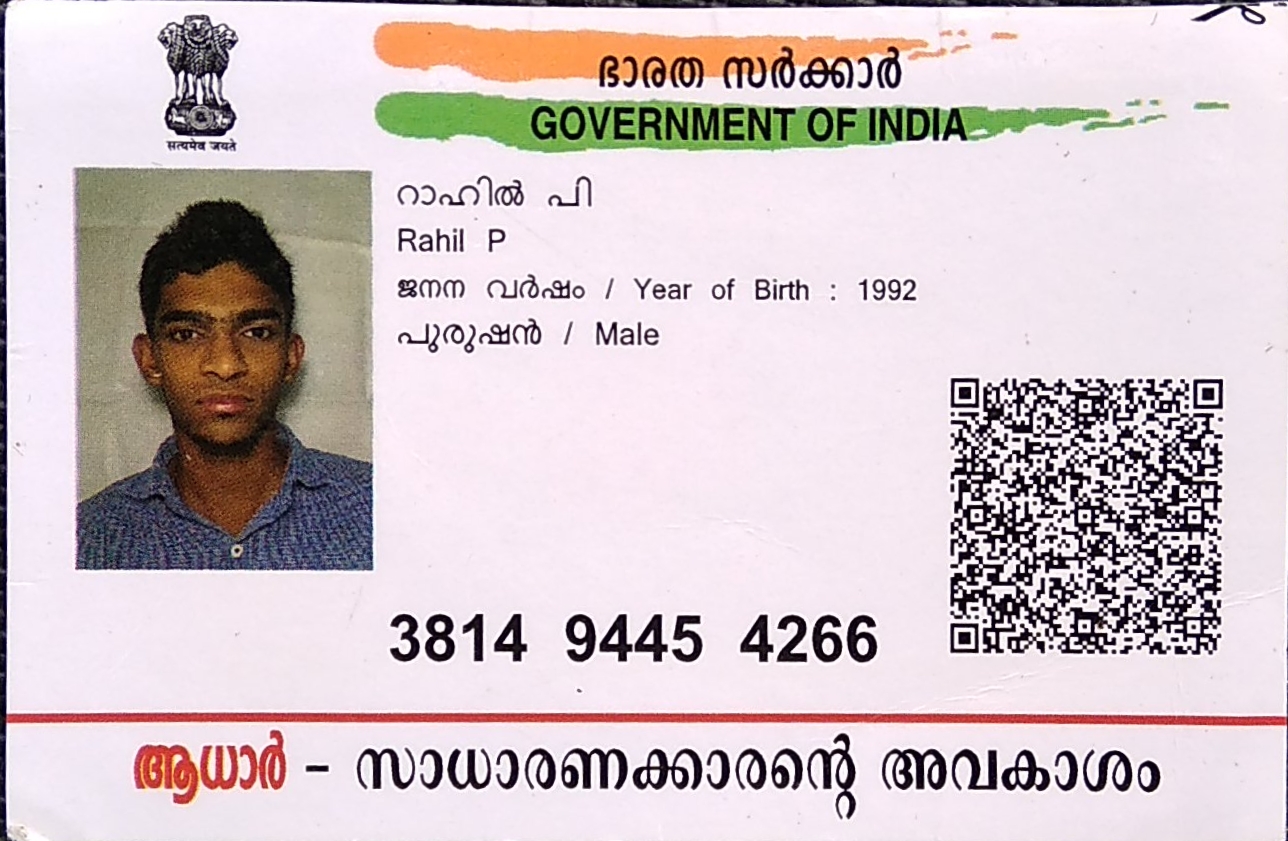 ഭാരത സർക്കാർ
GOVERNMENT OF INDIA
सत्यमेव जयते
റാഹിൽ പി
Rahil P
ജനന വർഷം / Year of Birth : 1992
പുരുഷൻ / Male
3814 9445 4266
ആധാർ - സാധാരണക്കാരന്റെ അവകാശം